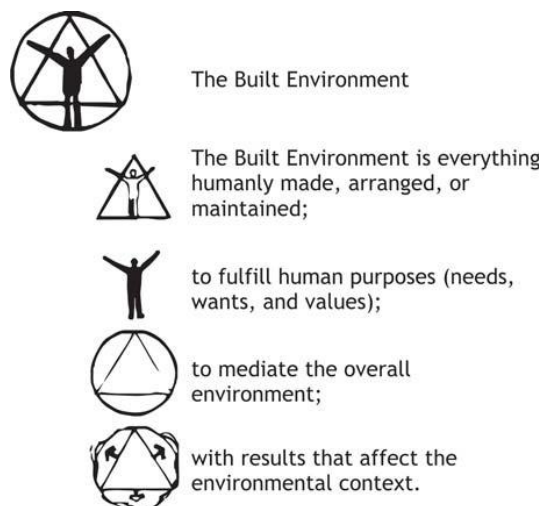 The Built Environment
The Built Environment is everything
humanly made, arranged, or
maintained;
to fulfill human purposes (needs,
wants, and values);
to mediate the overall
environment;
with results that affect the
environmental context.